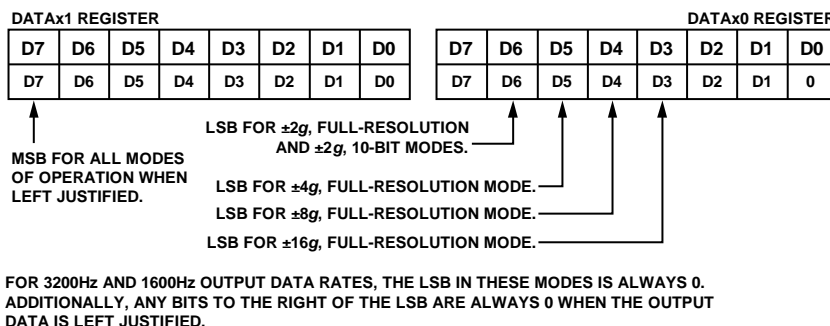 DATAx1 REGISTER
DATAx0 REGISTER
D7 D6 D5 D4 D3 D2 D1 D0
D7 D6 D5 D4 D3 D2 D1 D0
D7 D6 D5 D4 D3 D2 D1 D0
D7 D6 D5 D4 D3 D2 D1 0
MSB FOR ALL MODES
OF OPERATION WHEN
LEFT JUSTIFIED.
LSB FOR ±2g, FULL-RESOLUTION
AND ±2g, 10-BIT MODES.
LSB FOR ±4g, FULL-RESOLUTION MODE.
LSB FOR ±8g, FULL-RESOLUTION MODE.
LSB FOR ±16g, FULL-RESOLUTION MODE.
FOR 3200Hz AND 1600Hz OUTPUT DATA RATES, THE LSB IN THESE MODES IS ALWAYS 0.
ADDITIONALLY, ANY BITS TO THE RIGHT OF THE LSB ARE ALWAYS 0 WHEN THE OUTPUT
DATA IS LEFT JUSTIFIED.